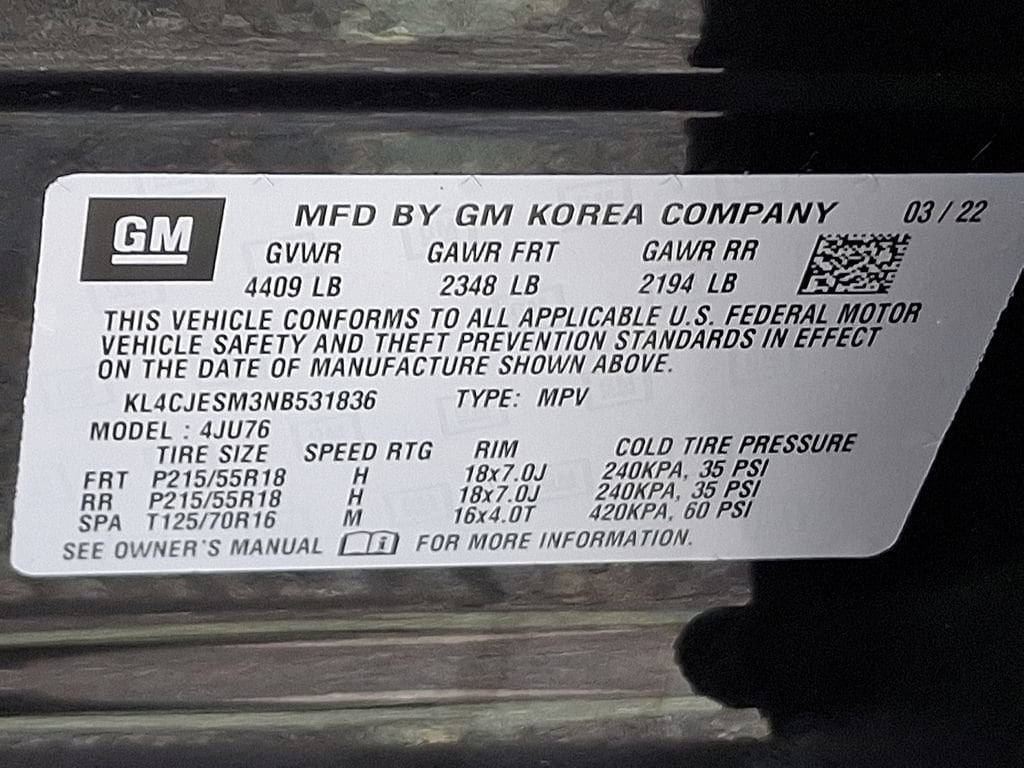 GM
MFD BY GM KOREA COMPANY 03 / 22
GVWR GAWR FRT GAWR RR
4409 LB 2348 LB 2194 LB
THIS VEHICLE CONFORMS TO ALL APPLICABLE U.S. FEDERAL MOTOR
VEHICLE SAFETY AND THEFT PREVENTION STANDARDS IN EFFECT
ON THE DATE OF MANUFACTURE SHOWN ABOVE.
KL4CJESM3NB531836 TYPE: MPV
MODEL : 4JU76
TIRE SIZE SPEED RTG RIM COLD TIRE PRESSURE
FRT P215/55R18 H 18x7.0J 240KPA, 35 PSI
RR P215/55R18 H 18x7.0J 240KPA, 35 PSI
SPA T125/70R16 M 16x4.0T 420KPA, 60 PSI
SEE OWNER'S MANUAL i FOR MORE INFORMATION.